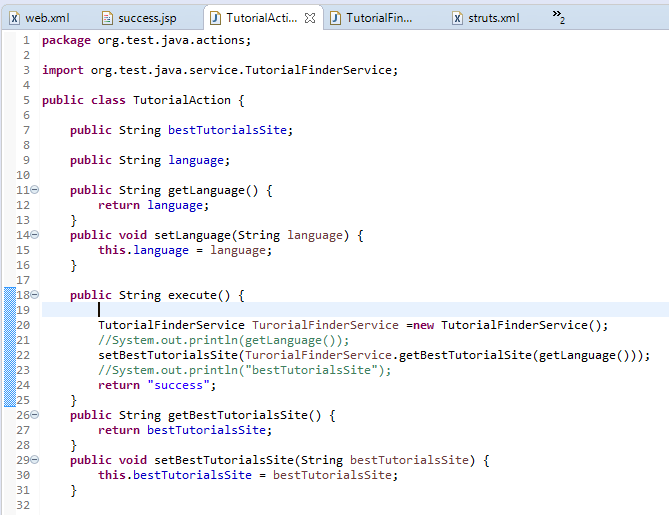 web.xml success.jsp TutorialActi... TutorialFin... struts.xml »2
1 package org.test.java.actions;
2
3 import org.test.java.service.TutorialFinderService;
4
5 public class TutorialAction {
6
7 public String bestTutorialsSite;
8
9 public String language;
10
11 public String getLanguage() {
12 return language;
13 }
14 public void setLanguage(String language) {
15 this.language = language;
16 }
17
18 public String execute() {
19
20 TutorialFinderService TurorialFinderService =new TutorialFinderService();
21 //System.out.println(getLanguage());
22 setBestTutorialsSite(TurorialFinderService.getBestTutorialSite(getLanguage()));
23 //System.out.println("bestTutorialsSite");
24 return "success";
25 }
26 public String getBestTutorialsSite() {
27 return bestTutorialsSite;
28 }
29 public void setBestTutorialsSite(String bestTutorialsSite) {
30 this.bestTutorialsSite = bestTutorialsSite;
31 }
32